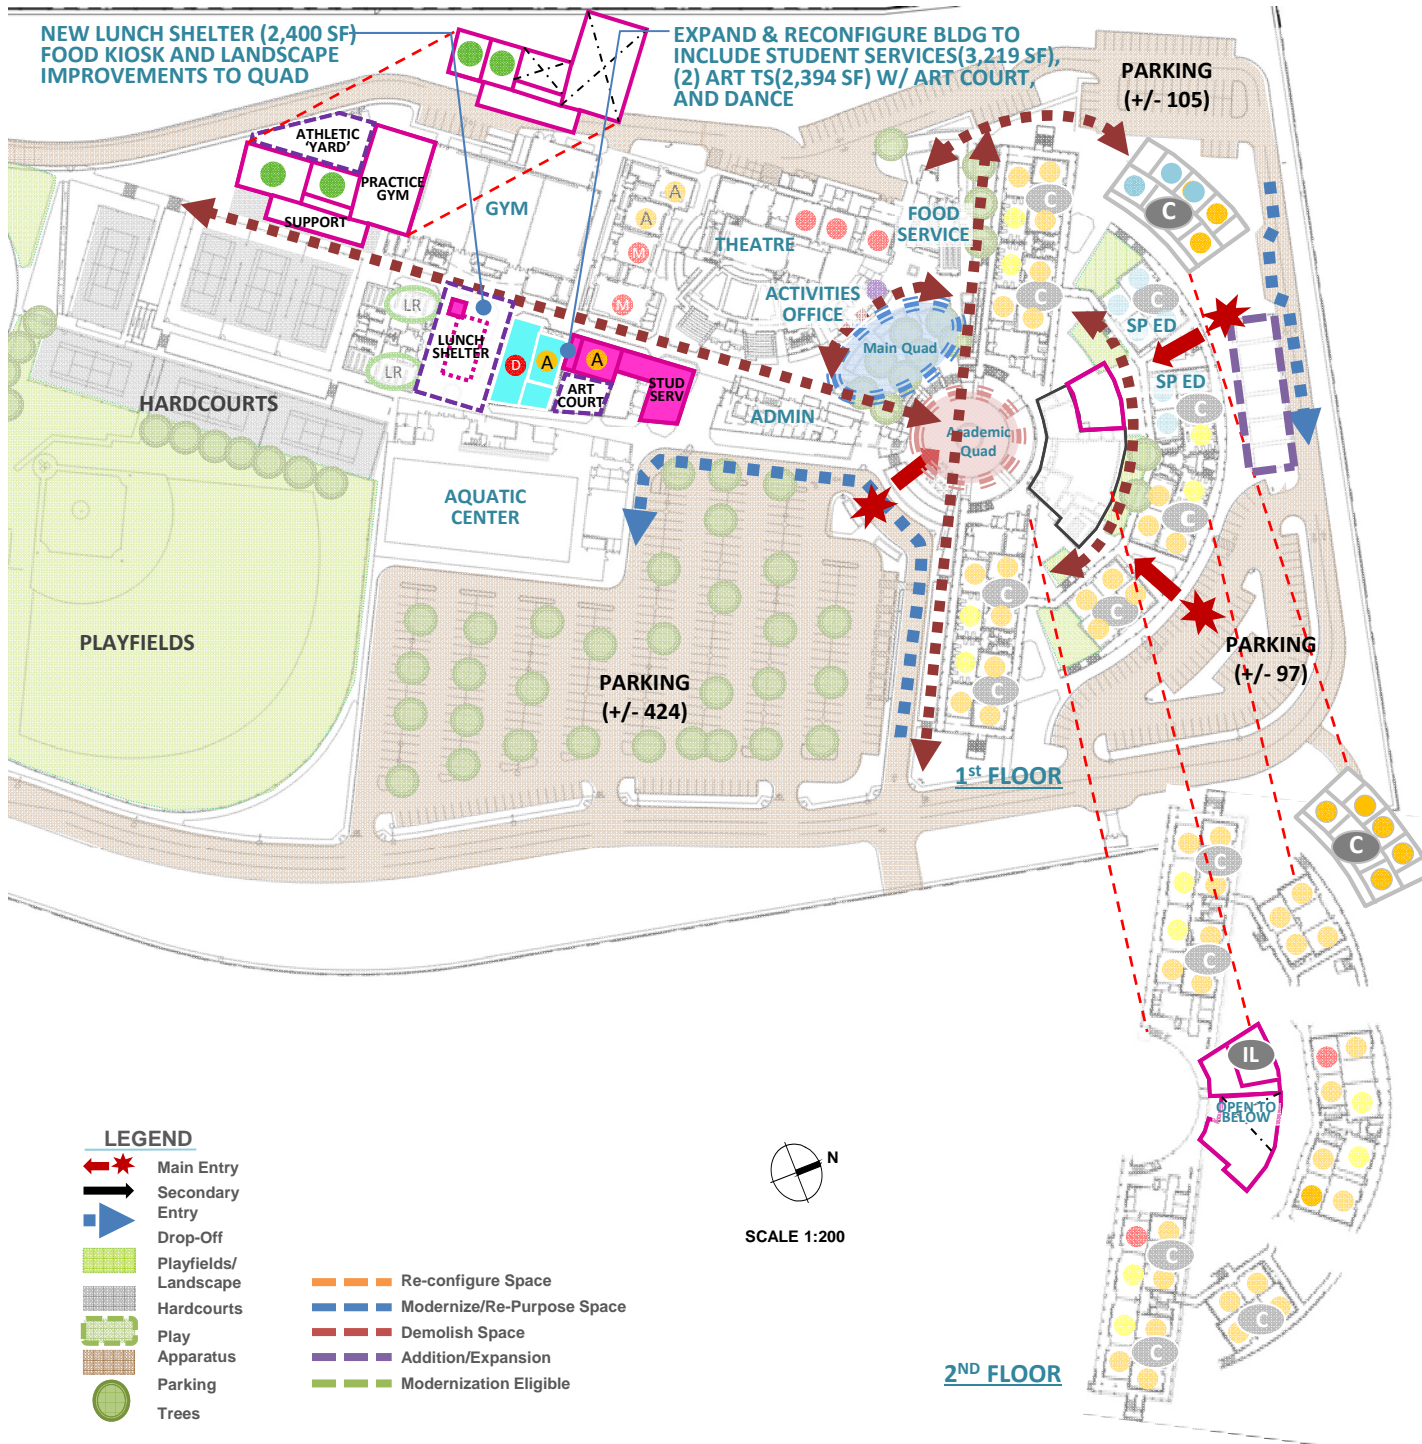 NEW LUNCH SHELTER (2,400 SF)
FOOD KIOSK AND LANDSCAPE
IMPROVEMENTS TO QUAD
EXPAND & RECONFIGURE BLDG TO
INCLUDE STUDENT SERVICES(3,219 SF),
(2) ART TS(2,394 SF) W/ ART COURT,
AND DANCE
PARKING
(+/- 105)
ATHLETIC
'YARD'
PRACTICE
GYM
SUPPORT
GYM
A
A
M
M
THEATRE
FOOD
SERVICE
C
C
C
C
ACTIVITIES
OFFICE
SP ED
SP ED
C
C
C
LR
LR
LUNCH
SHELTER
D
A
A
ART
COURT
STUD
SERV
Main Quad
ADMIN
Academic
Quad
HARDCOURTS
AQUATIC
CENTER
PLAYFIELDS
PARKING
(+/- 424)
C
C
PARKING
(+/- 97)
1st FLOOR
C
C
C
IL
OPEN TO
BELOW
C
C
C
2ND FLOOR
LEGEND
Main Entry
Secondary
Entry
Drop-Off
Playfields/
Landscape
Hardcourts
Play
Apparatus
Parking
Trees
Re-configure Space
Modernize/Re-Purpose Space
Demolish Space
Addition/Expansion
Modernization Eligible
N
SCALE 1:200